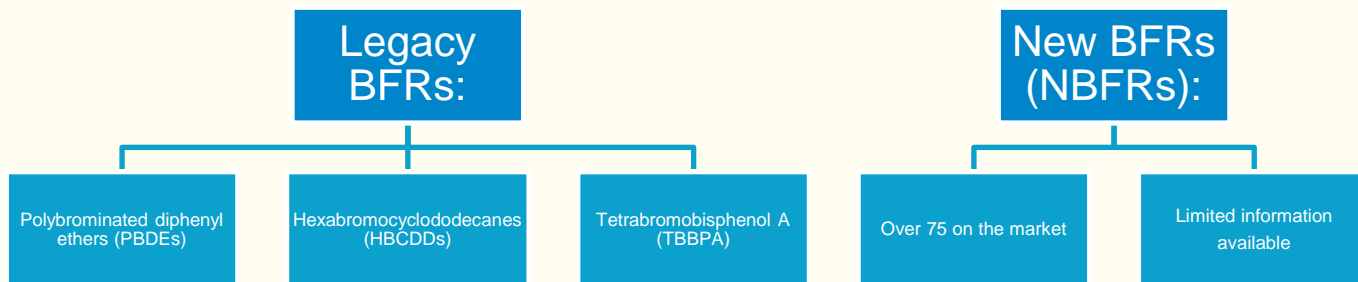 Legacy
BFRs:
New BFRs
(NBFRs):
Polybrominated diphenyl
ethers (PBDEs)
Hexabromocyclododecanes
(HBCDDs)
Tetrabromobisphenol A
(TBBPA)
Over 75 on the market
Limited information
available